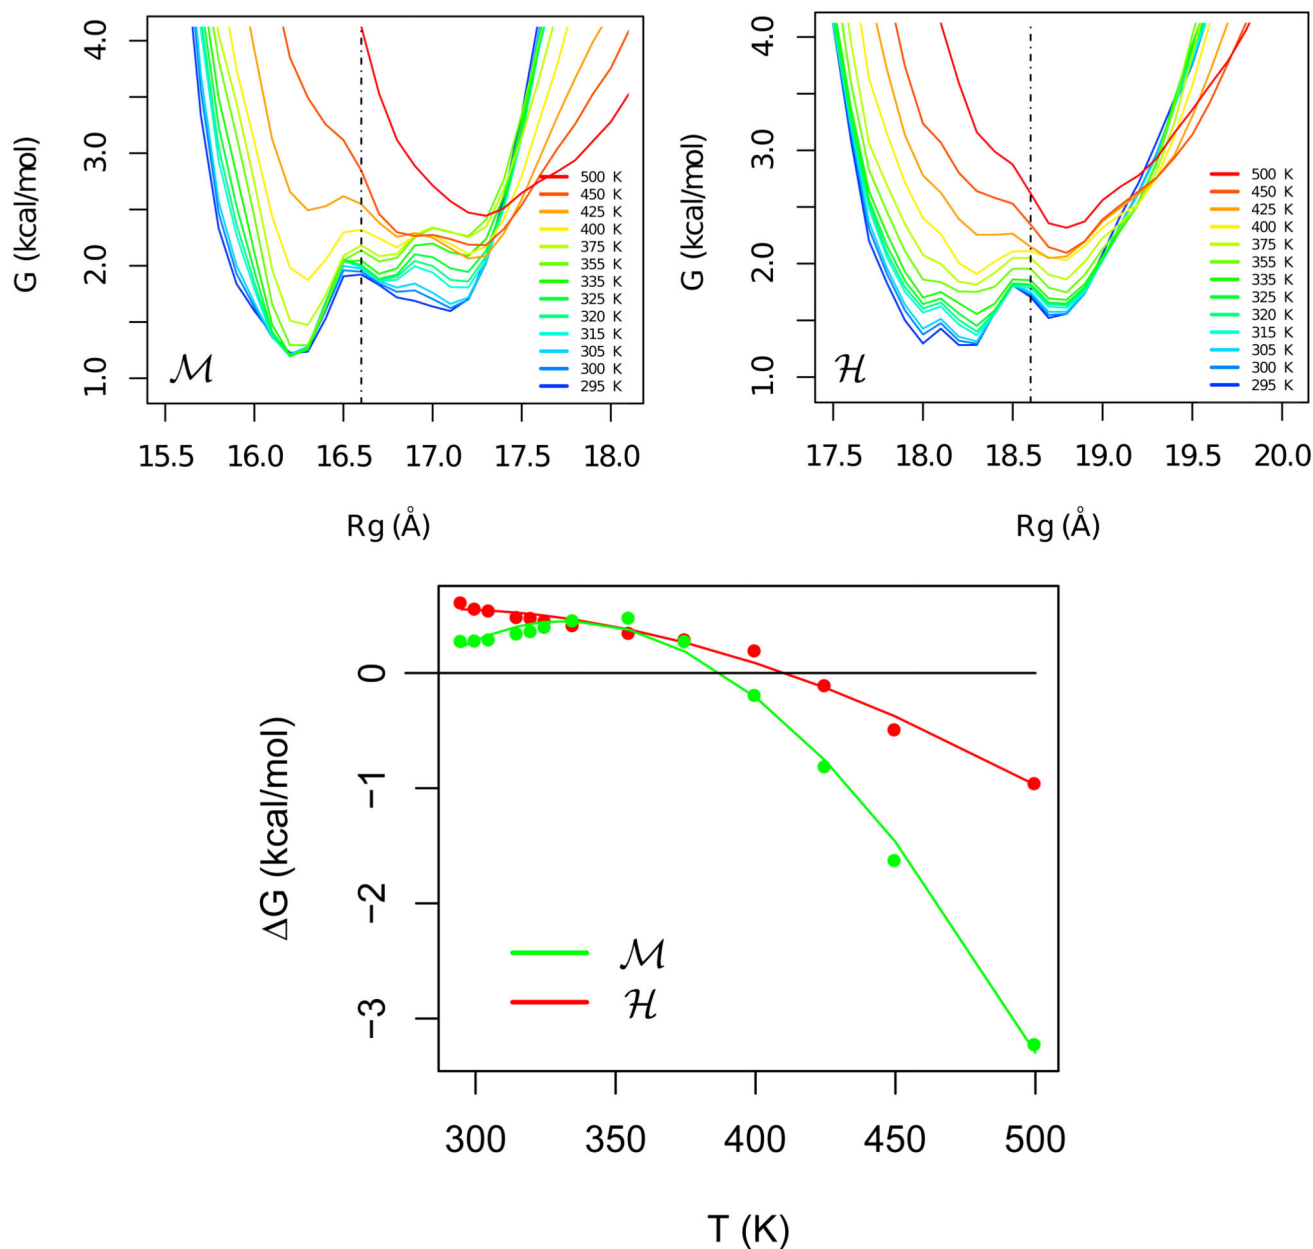 4.0
3.0
2.0
1.0
G (kcal/mol)
500 K
450 K
425 K
400 K
375 K
355 K
335 K
325 K
320 K
315 K
305 K
300 K
295 K
ℳ
15.5 16.0 16.5 17.0 17.5 18.0
Rg (Å)
4.0
3.0
2.0
1.0
G (kcal/mol)
500 K
450 K
425 K
400 K
375 K
355 K
335 K
325 K
320 K
315 K
305 K
300 K
295 K
ℋ
17.5 18.0 18.5 19.0 19.5 20.0
Rg (Å)
0
−1
−2
−3
ΔG (kcal/mol)
ℳ
ℋ
300 350 400 450 500
T (K)